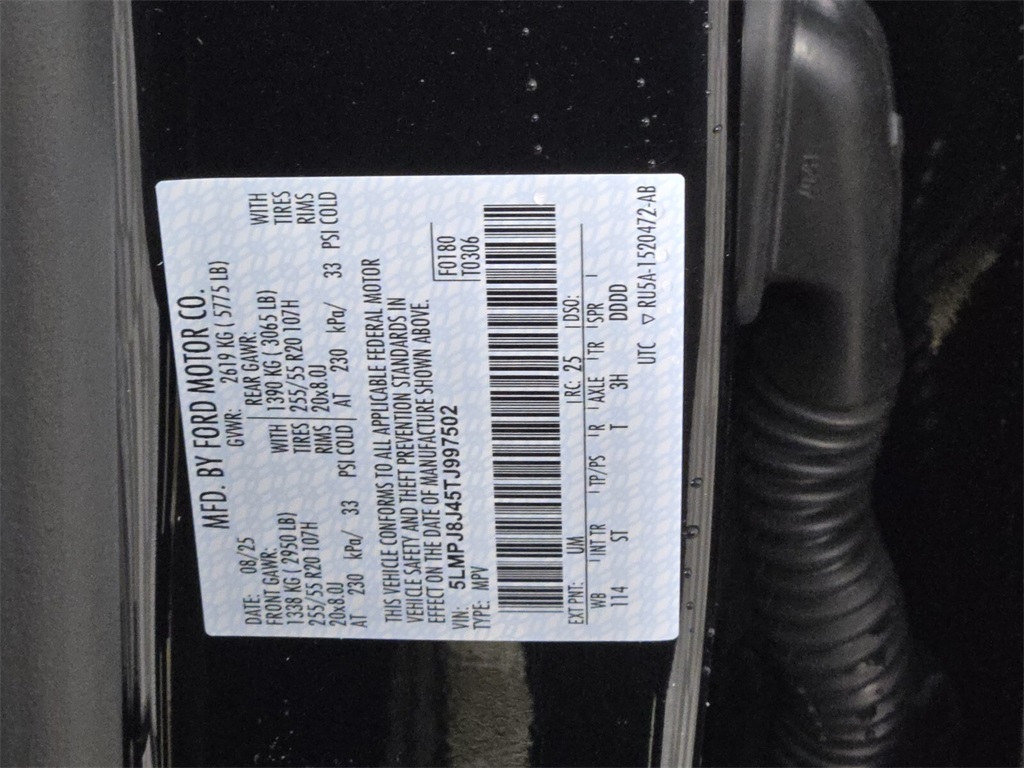 MFD. BY FORD MOTOR CO.
DATE: 08/25 GVWR: 2619 KG ( 5775 LB)
FRONT GAWR: REAR GAWR:
1338 KG ( 2950 LB) WITH 1390 KG ( 3065 LB) WITH
255/55 R20 107H TIRES 255/55 R20 107H TIRES
20x8.0J RIMS 20x8.0J RIMS
AT 230 kPa/ 33 PSI COLD AT 230 kPa/ 33 PSI COLD
THIS VEHICLE CONFORMS TO ALL APPLICABLE FEDERAL MOTOR
VEHICLE SAFETY AND THEFT PREVENTION STANDARDS IN
EFFECT ON THE DATE OF MANUFACTURE SHOWN ABOVE.
VIN: 5LMPJ8J45TJ997502 F0180
TYPE: MPV T0306
EXT PNT: UM RC: 25 DSO:
WB INT TR TP/PS R AXLE TR SPR
114 ST T 3H DDDD
UTC ▽ RU5A-1520472-AB